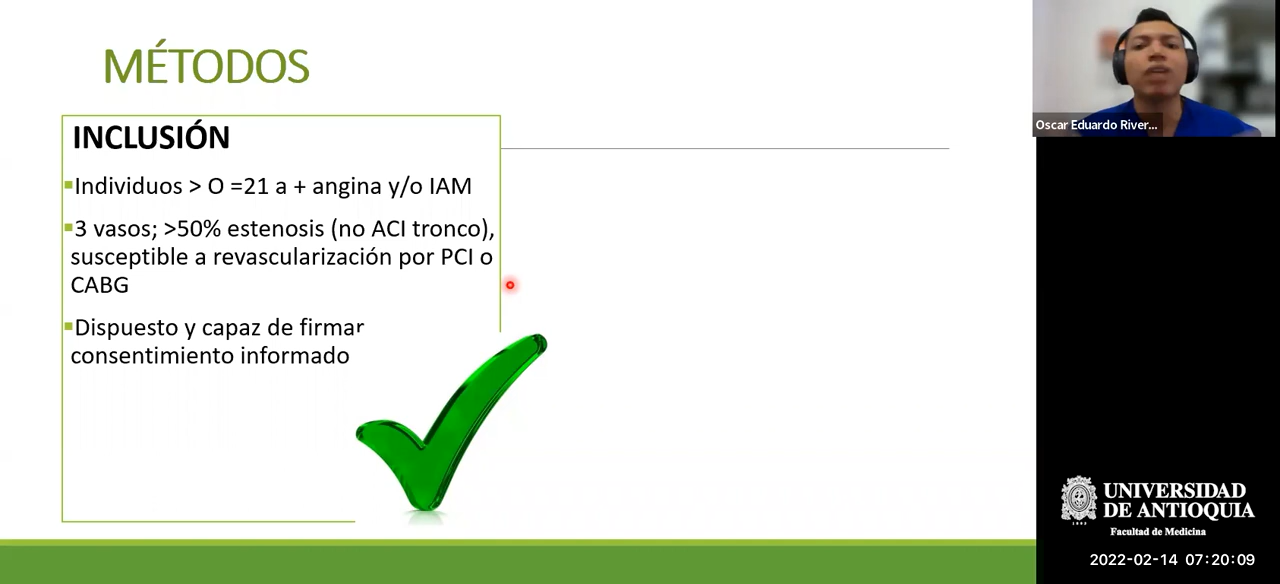 MÉTODOS
INCLUSIÓN
Individuos > O =21 a + angina y/o IAM
3 vasos; >50% estenosis (no ACI tronco),
susceptible a revascularización por PCI o
CABG
Dispuesto y capaz de firmar
consentimiento informado
Oscar Eduardo River...
UNIVERSIDAD
DE ANTIOQUIA
Facultad de Medicina
2022-02-14 07:20:09